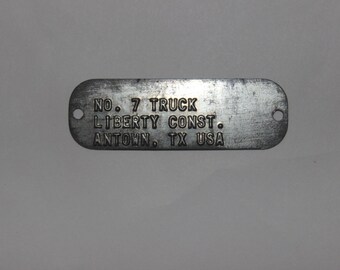 NO. 7 TRUCK
LIBERTY CONST.
ANTOWN, TX USA